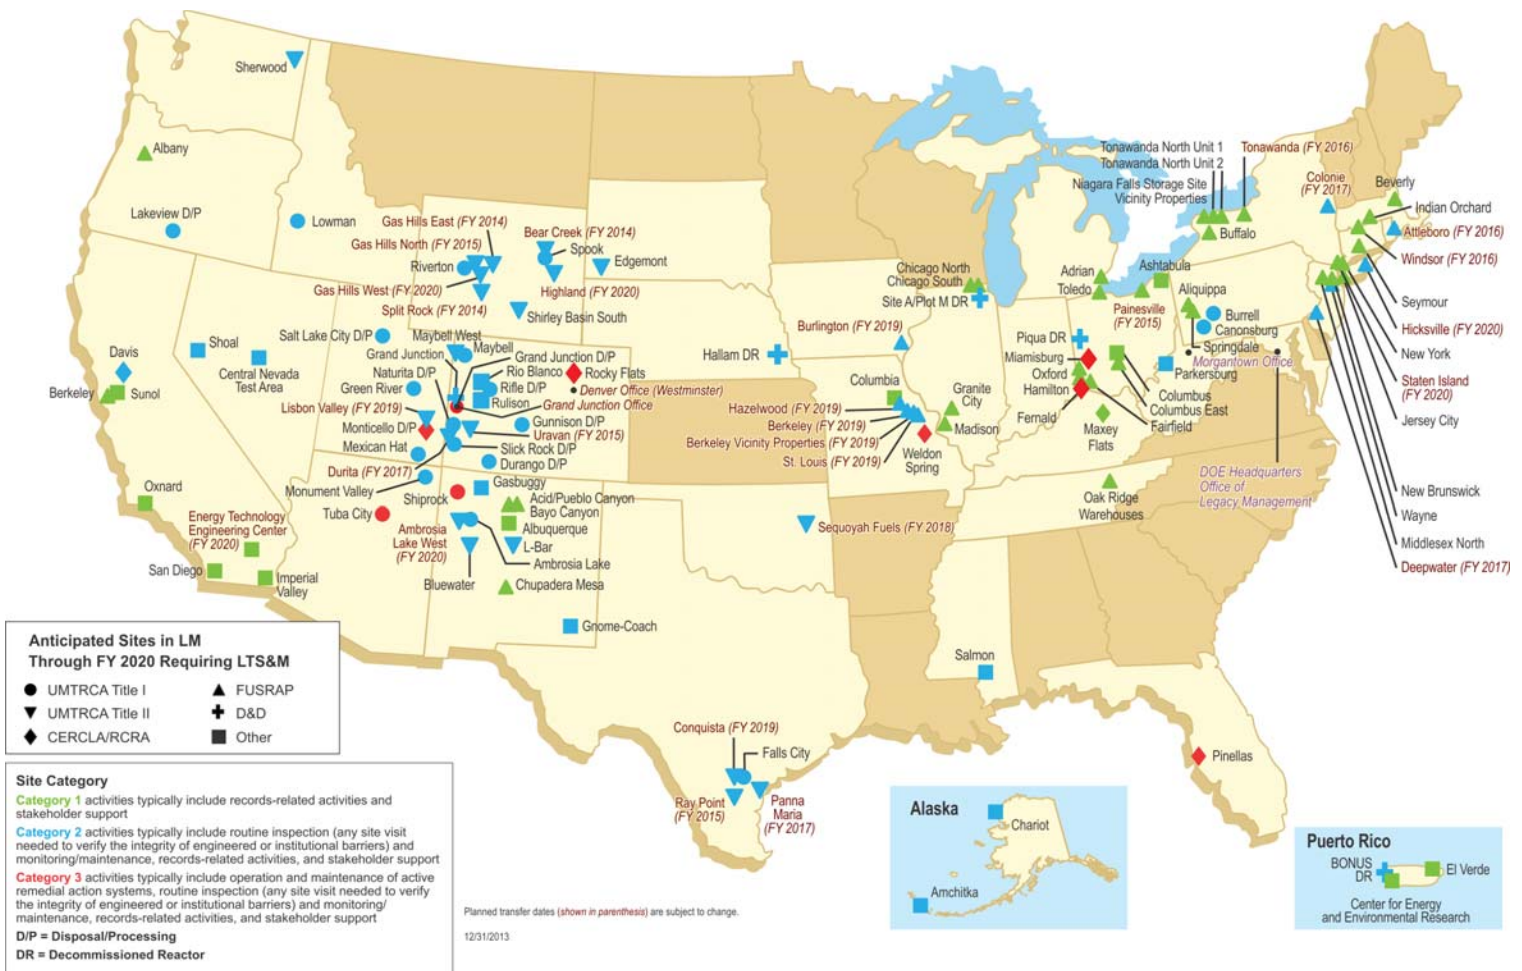 Sherwood
Albany
Lakeview D/P
Lowman
Gas Hills East (FY 2014)
Gas Hills North (FY 2015)
Riverton
Gas Hills West (FY 2020)
Split Rock (FY 2014)
Bear Creek (FY 2014)
Spook
Edgemont
Highland (FY 2020)
Shirley Basin South
Salt Lake City D/P
Maybell West
Maybell
Grand Junction
Grand Junction D/P
Naturita D/P
Rio Blanco
Rocky Flats
Green River
Rifle D/P
Denver Office (Westminster)
Rulison
Grand Junction Office
Lisbon Valley (FY 2019)
Gunnison D/P
Monticello D/P
Uravan (FY 2015)
Mexican Hat
Slick Rock D/P
Durita (FY 2017)
Durango D/P
Monument Valley
Gasbuggy
Shiprock
Acid/Pueblo Canyon
Bayo Canyon
Tuba City
Albuquerque
Ambrosia
Lake West
(FY 2020)
L-Bar
Ambrosia Lake
Bluewater
Chupadera Mesa
Gnome-Coach
Shoal
Central Nevada
Test Area
Davis
Berkeley
Sunol
Oxnard
Energy Technology
Engineering Center
(FY 2020)
San Diego
Imperial
Valley
Hallam DR
Chicago North
Chicago South
Site A/Plot M DR
Burlington (FY 2019)
Columbia
Granite
City
Hazelwood (FY 2019)
Berkeley (FY 2019)
Madison
Berkeley Vicinity Properties (FY 2019)
St. Louis (FY 2019)
Weldon
Spring
Sequoyah Fuels (FY 2018)
Conquista (FY 2019)
Falls City
Ray Point
(FY 2015)
Panna
Maria
(FY 2017)
Salmon
Pinellas
Oak Ridge
Warehouses
Adrian
Toledo
Ashtabula
Painesville
(FY 2015)
Aliquippa
Burrell
Canonsburg
Springdale
Morgantown Office
Parkersburg
Piqua DR
Miamisburg
Oxford
Hamilton
Fernald
Columbus
Columbus East
Fairfield
Maxey
Flats
Tonawanda North Unit 1
Tonawanda North Unit 2
Niagara Falls Storage Site
Vicinity Properties
Tonawanda (FY 2016)
Buffalo
Colonie
(FY 2017)
Beverly
Indian Orchard
Attleboro (FY 2016)
Windsor (FY 2016)
Seymour
Hicksville (FY 2020)
New York
Staten Island
(FY 2020)
Jersey City
DOE Headquarters
Office of
Legacy Management
New Brunswick
Wayne
Middlesex North
Deepwater (FY 2017)
Anticipated Sites in LM
Through FY 2020 Requiring LTS&M
UMTRCA Title I
FUSRAP
UMTRCA Title II
D&D
CERCLA/RCRA
Other
Site Category
Category 1 activities typically include records-related activities and
stakeholder support
Category 2 activities typically include routine inspection (any site visit
needed to verify the integrity of engineered or institutional barriers) and
monitoring/maintenance, records-related activities, and stakeholder support
Category 3 activities typically include operation and maintenance of active
remedial action systems, routine inspection (any site visit needed to verify
the integrity of engineered or institutional barriers) and monitoring/
maintenance, records-related activities, and stakeholder support
D/P = Disposal/Processing
DR = Decommissioned Reactor
Planned transfer dates (shown in parenthesis) are subject to change.
12/31/2013
Alaska
Chariot
Amchitka
Puerto Rico
BONUS
DR
El Verde
Center for Energy
and Environmental Research